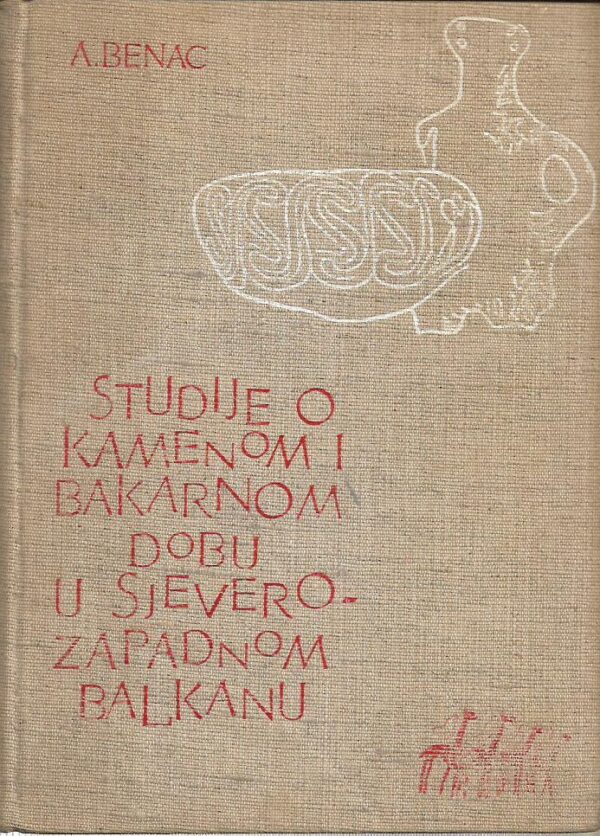 A. BENAC
STUDIJE O
KAMENOM I
BAKARNOM
DOBU
U SJEVERO-
ZAPADNOM
BALKANU